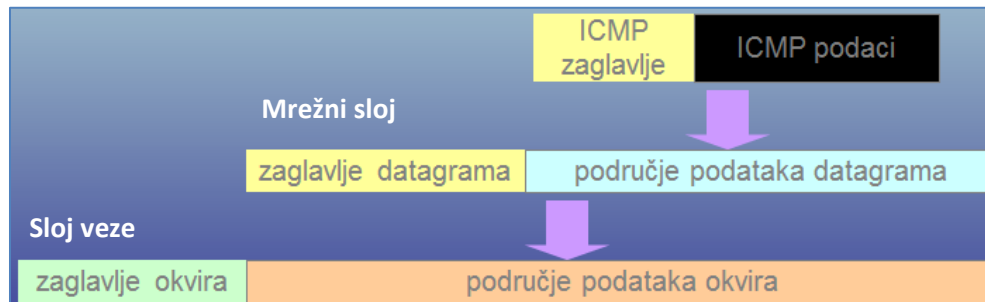 ICMP
zaglavlje
ICMP podaci
Mrežni sloj
zaglavlje datagrama
područje podataka datagrama
Sloj veze
zaglavlje okvira
područje podataka okvira